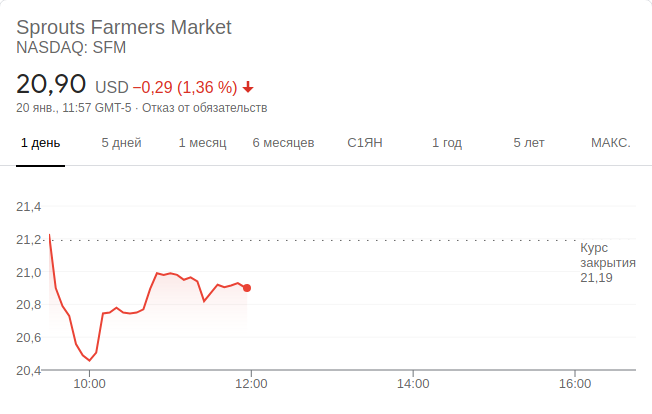 Sprouts Farmers Market
NASDAQ: SFM
20,90 USD −0,29 (1,36 %)
20 янв., 11:57 GMT-5 · Отказ от обязательств
1 день 5 дней 1 месяц 6 месяцев С1ЯН 1 год 5 лет МАКС.
21,4
21,2
Курс
закрытия
21,19
21,0
20,8
20,6
20,4
10:00 12:00 14:00 16:00